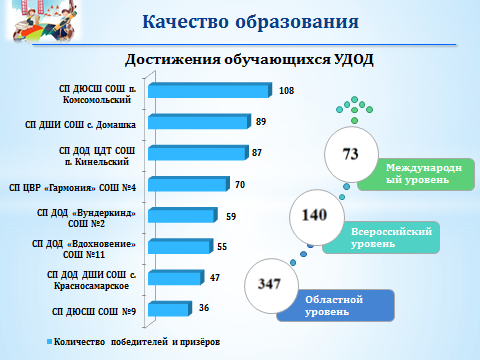 Качество образования
Достижения обучающихся УДОД
СП ДЮСШ СОШ п.
Комсомольский
108
СП ДШИ СОШ с. Домашка
89
СП ДОД ЦДТ СОШ
п. Кинельский
87
СП ЦВР «Гармония» СОШ №4
70
СП ДОД «Вундеркинд»
СОШ №2
59
СП ДОД «Вдохновение»
СОШ №11
55
СП ДОД ДШИ СОШ с.
Красносамарское
47
СП ДЮСШ СОШ №9
36
Количество победителей и призёров
73
Международн
ый уровень
140
Всероссийский
уровень
347
Областной
уровень